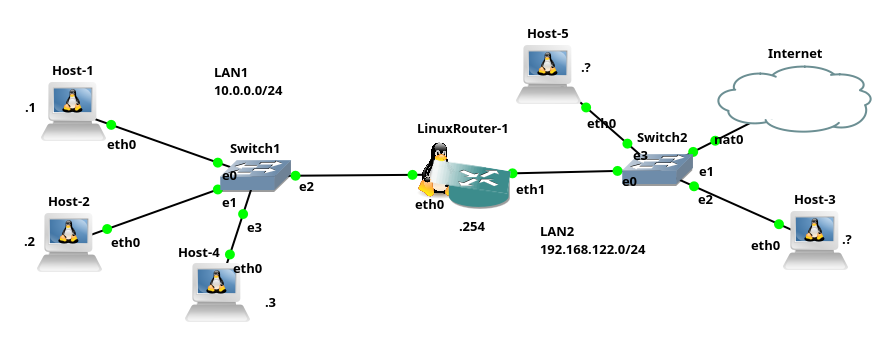 Host-5
Internet
.?
Host-1
LAN1
10.0.0.0/24
.1
eth0
LinuxRouter-1
eth0
Switch2
nat0
e3
Switch1
e0
e2
eth0
eth1
e0
e1
e2
Host-2
e1
.2
eth0
e3
.254
LAN2
192.168.122.0/24
Host-3
eth0
.?
Host-4
eth0
.3